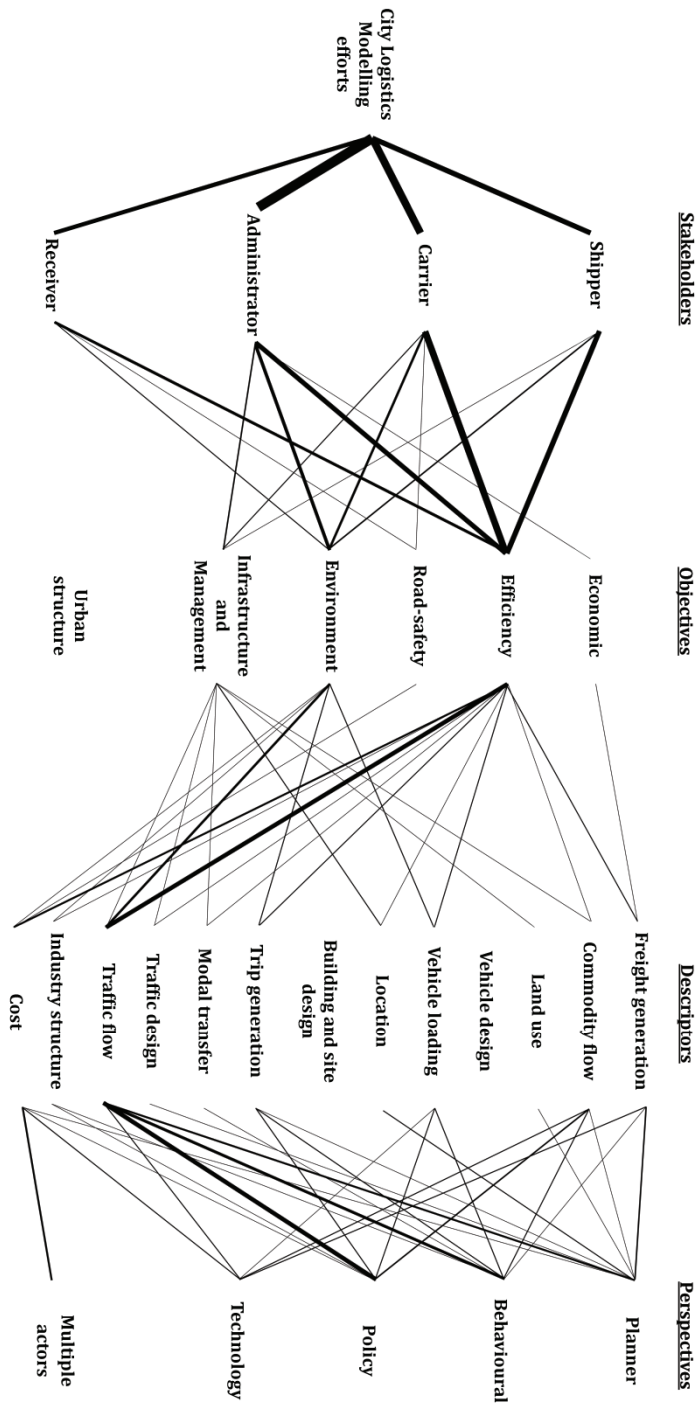 City Logistics
Modelling
efforts
Stakeholders
Shipper
Carrier
Administrator
Receiver
Objectives
Economic
Efficiency
Road-safety
Environment
Infrastructure
and
Management
Urban
structure
Descriptors
Freight generation
Commodity flow
Land use
Vehicle design
Vehicle loading
Location
Building and site
design
Trip generation
Modal transfer
Traffic design
Traffic flow
Industry structure
Cost
Perspectives
Planner
Behavioural
Policy
Technology
Multiple
actors